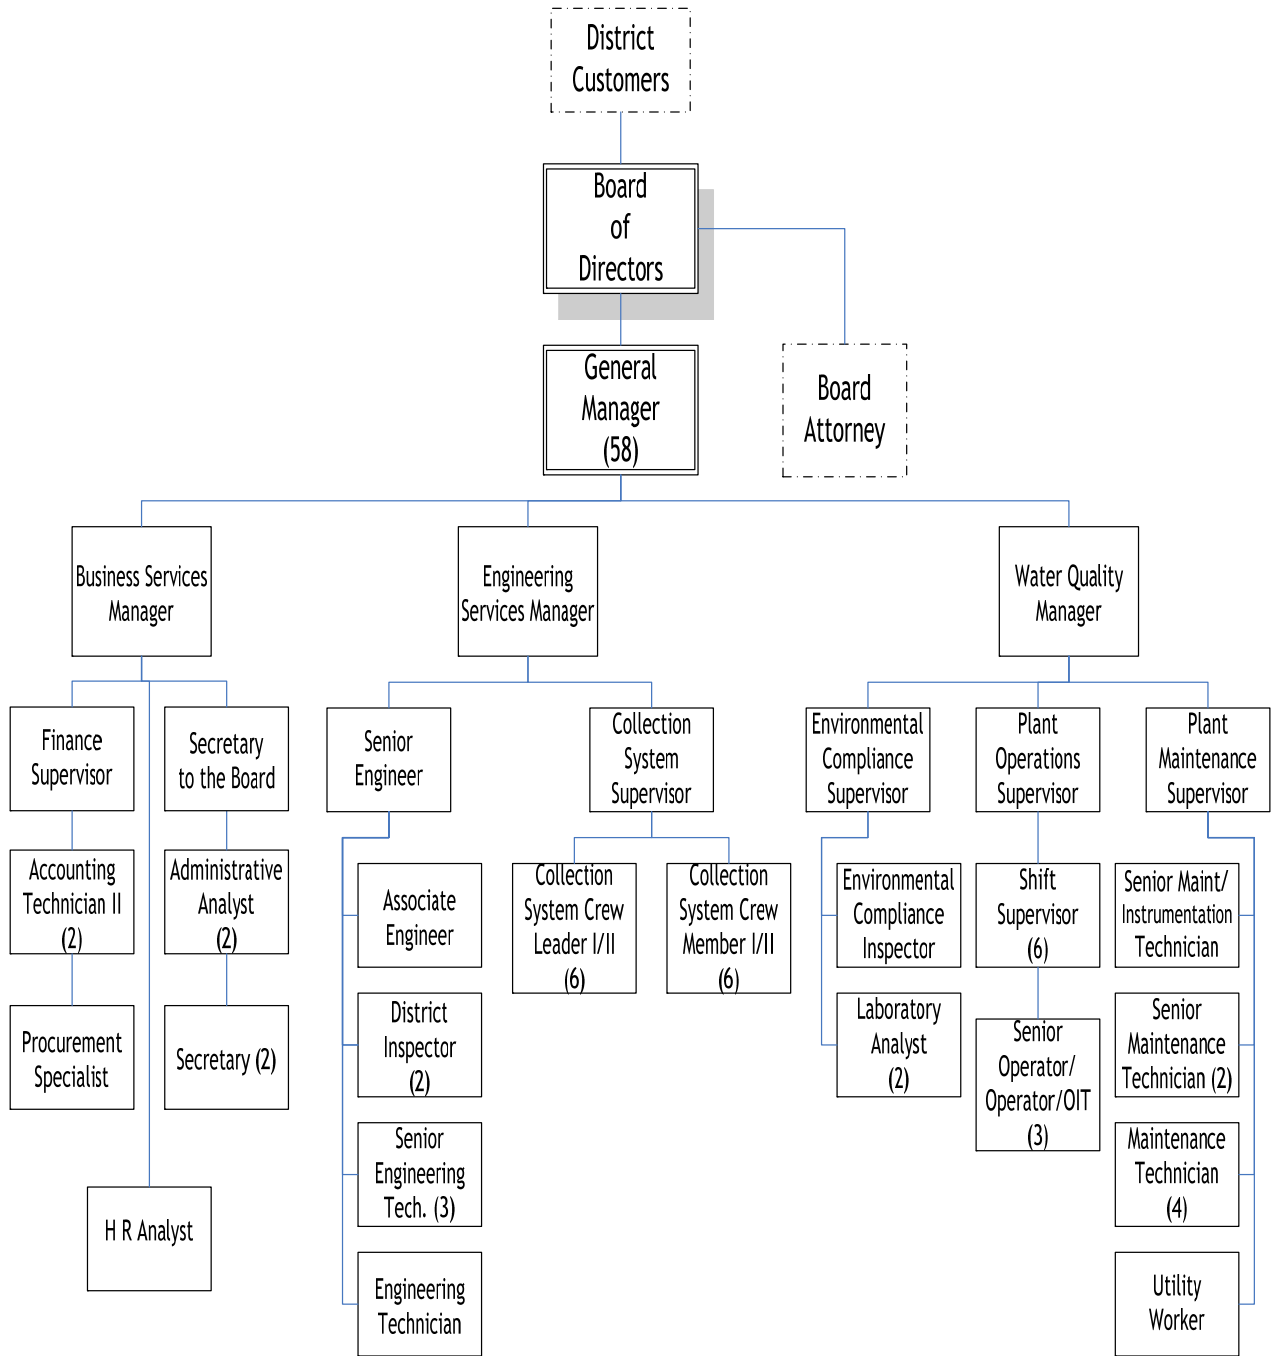 District
Customers
Board
of
Directors
General
Manager
(58)
Board
Attorney
Business Services
Manager
Engineering
Services Manager
Water Quality
Manager
Finance
Supervisor
Secretary
to the Board
Senior
Engineer
Collection
System
Supervisor
Environmental
Compliance
Supervisor
Plant
Operations
Supervisor
Plant
Maintenance
Supervisor
Accounting
Technician II
(2)
Administrative
Analyst
(2)
Associate
Engineer
Collection
System Crew
Leader I/II
(6)
Collection
System Crew
Member I/II
(6)
Environmental
Compliance
Inspector
Shift
Supervisor
(6)
Senior Maint/
Instrumentation
Technician
Procurement
Specialist
Secretary (2)
District
Inspector
(2)
Laboratory
Analyst
(2)
Senior
Operator/
Operator/OIT
(3)
Senior
Maintenance
Technician (2)
Senior
Engineering
Tech. (3)
Maintenance
Technician
(4)
H R Analyst
Engineering
Technician
Utility
Worker